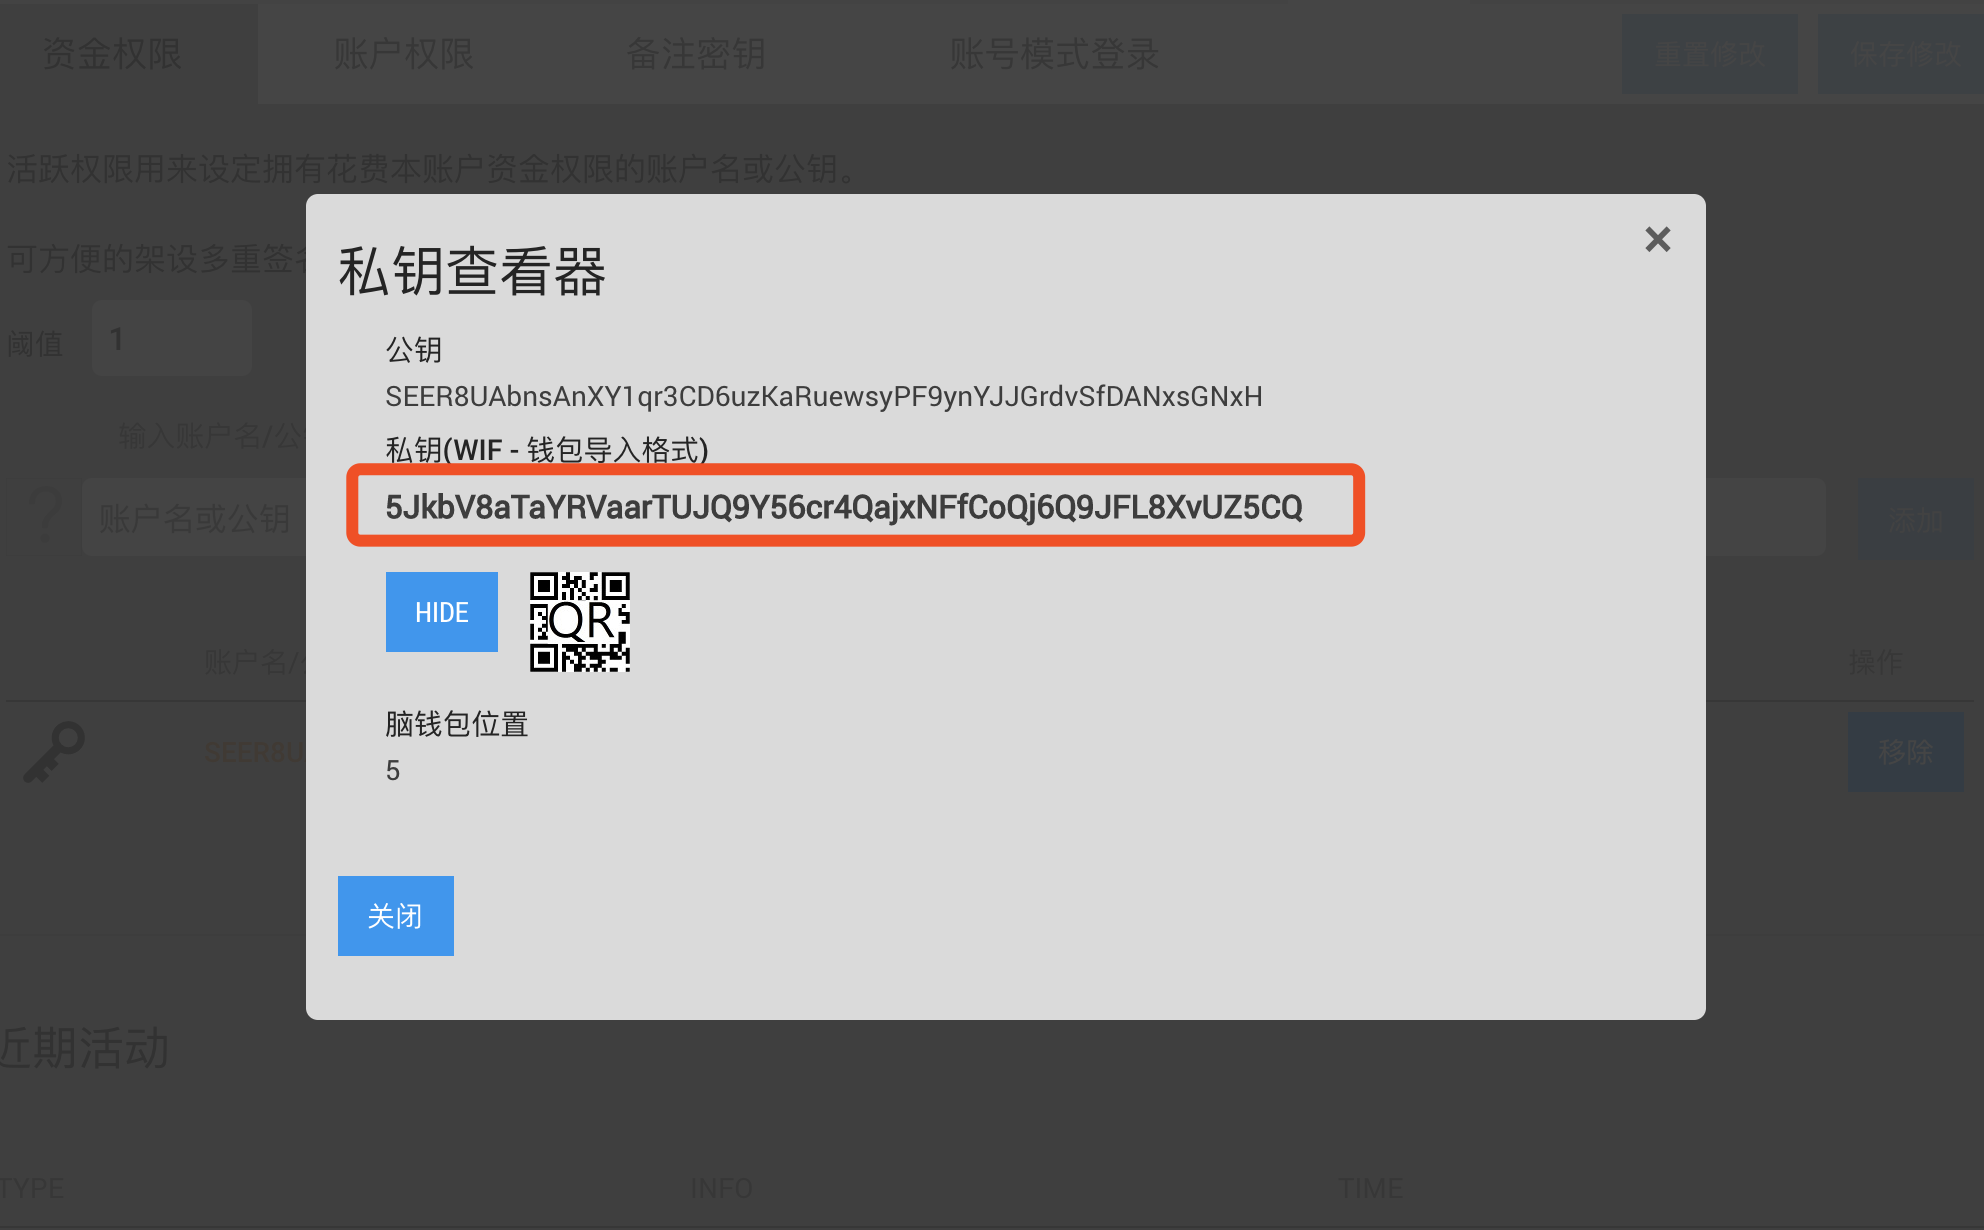 资金权限 账户权限 备注密钥 账号模式登录 重置修改 保存修改
活跃权限用来设定拥有花费本账户资金权限的账户名或公钥。
可方便的架设多重签名
私钥查看器
阈值 1
公钥
SEER8UAbnsAnXY1qr3CD6uzKaRuewsyPF9ynYJJGrdvSfDANxsGNxH
输入账户名/公
私钥(WIF - 钱包导入格式)
5JkbV8aTaYRVaarTUJQ9Y56cr4QajxNFfCoQj6Q9JFL8XvUZ5CQ
账户名或公钥 添加
HIDE QR
账户名/ 操作
脑钱包位置
SEER8U 移除
5
关闭
近期活动
TYPE INFO TIME